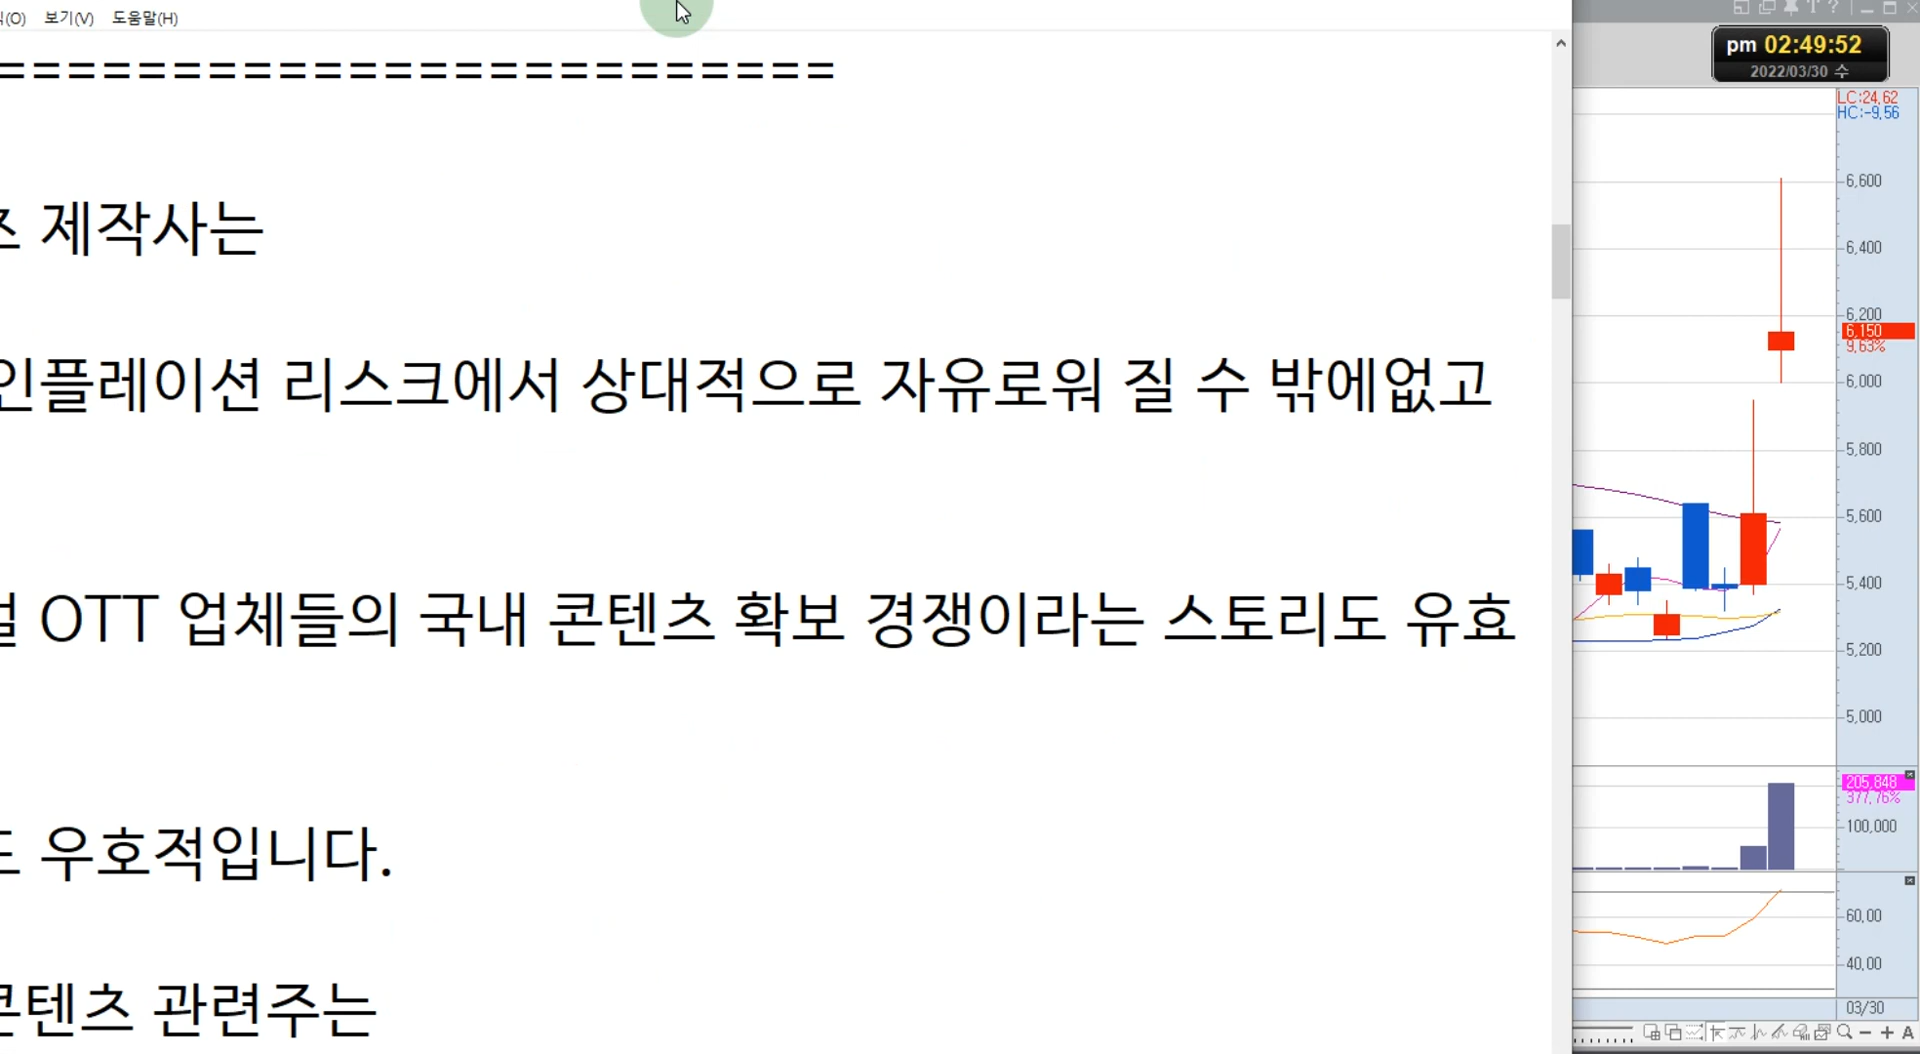 (O) 보기(V) 도움말(H)
========================
제작사는
인플레이션 리스크에서 상대적으로 자유로워 질 수 밖에없고
OTT 업체들의 국내 콘텐츠 확보 경쟁이라는 스토리도 유효
우호적입니다.
콘텐츠 관련주는
pm 02:49:52
2022/03/30 수
LC:24,62
HC:-9,56
6,600
6,400
6,200
6,150
9,63%
6,000
5,800
5,600
5,400
5,200
5,000
205,848
377,76%
100,000
60,00
40,00
03/30
A